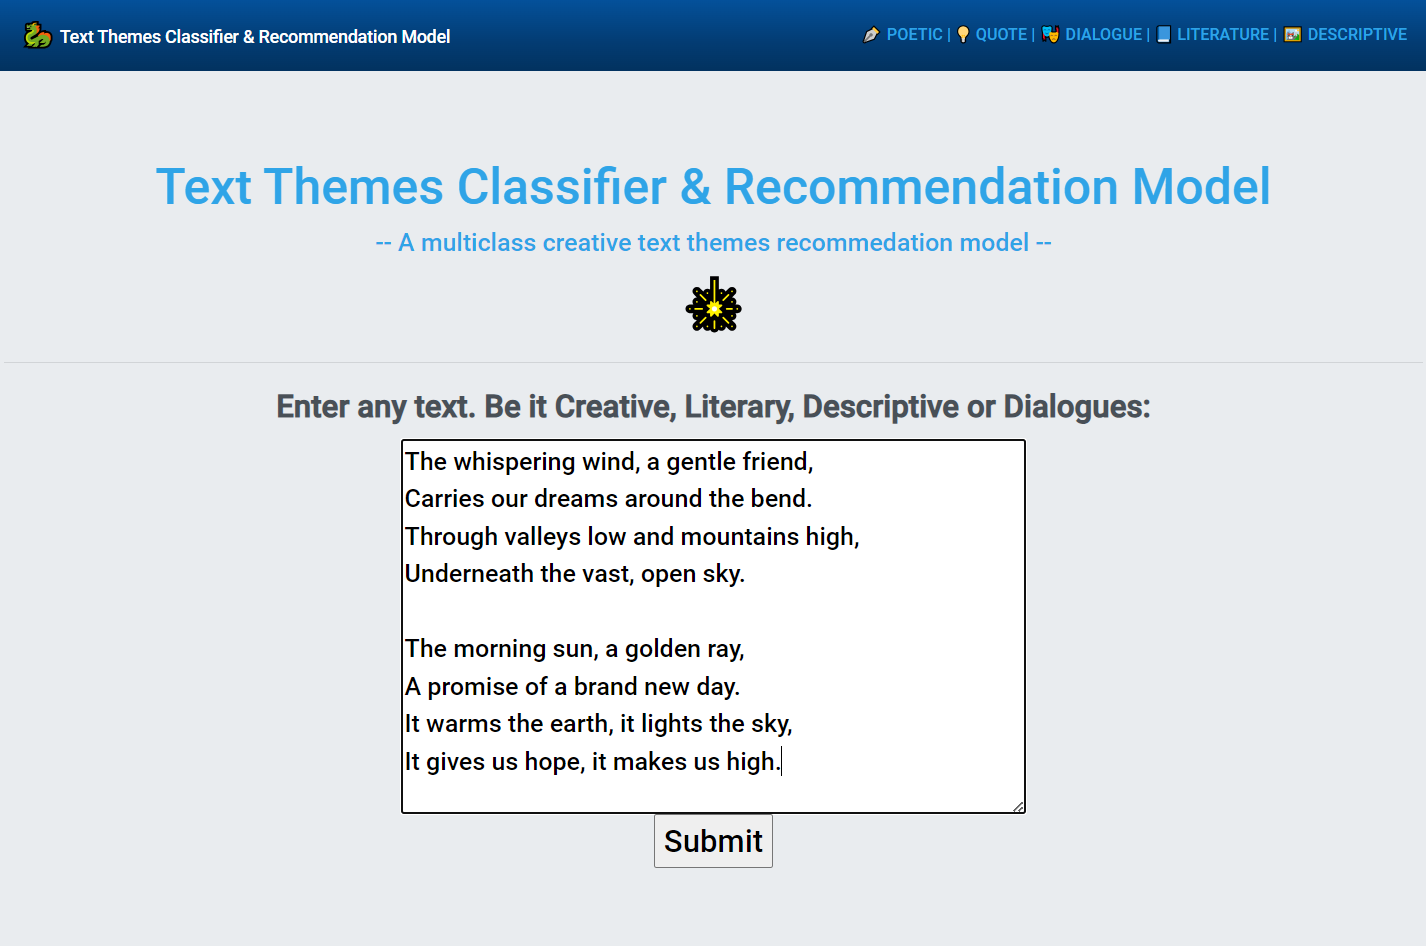 Text Themes Classifier & Recommendation Model
POETIC | QUOTE | DIALOGUE | LITERATURE | DESCRIPTIVE
Text Themes Classifier & Recommendation Model
-- A multiclass creative text themes recommedation model --
Enter any text. Be it Creative, Literary, Descriptive or Dialogues:
The whispering wind, a gentle friend,
Carries our dreams around the bend.
Through valleys low and mountains high,
Underneath the vast, open sky.
The morning sun, a golden ray,
A promise of a brand new day.
It warms the earth, it lights the sky,
It gives us hope, it makes us high.
Submit